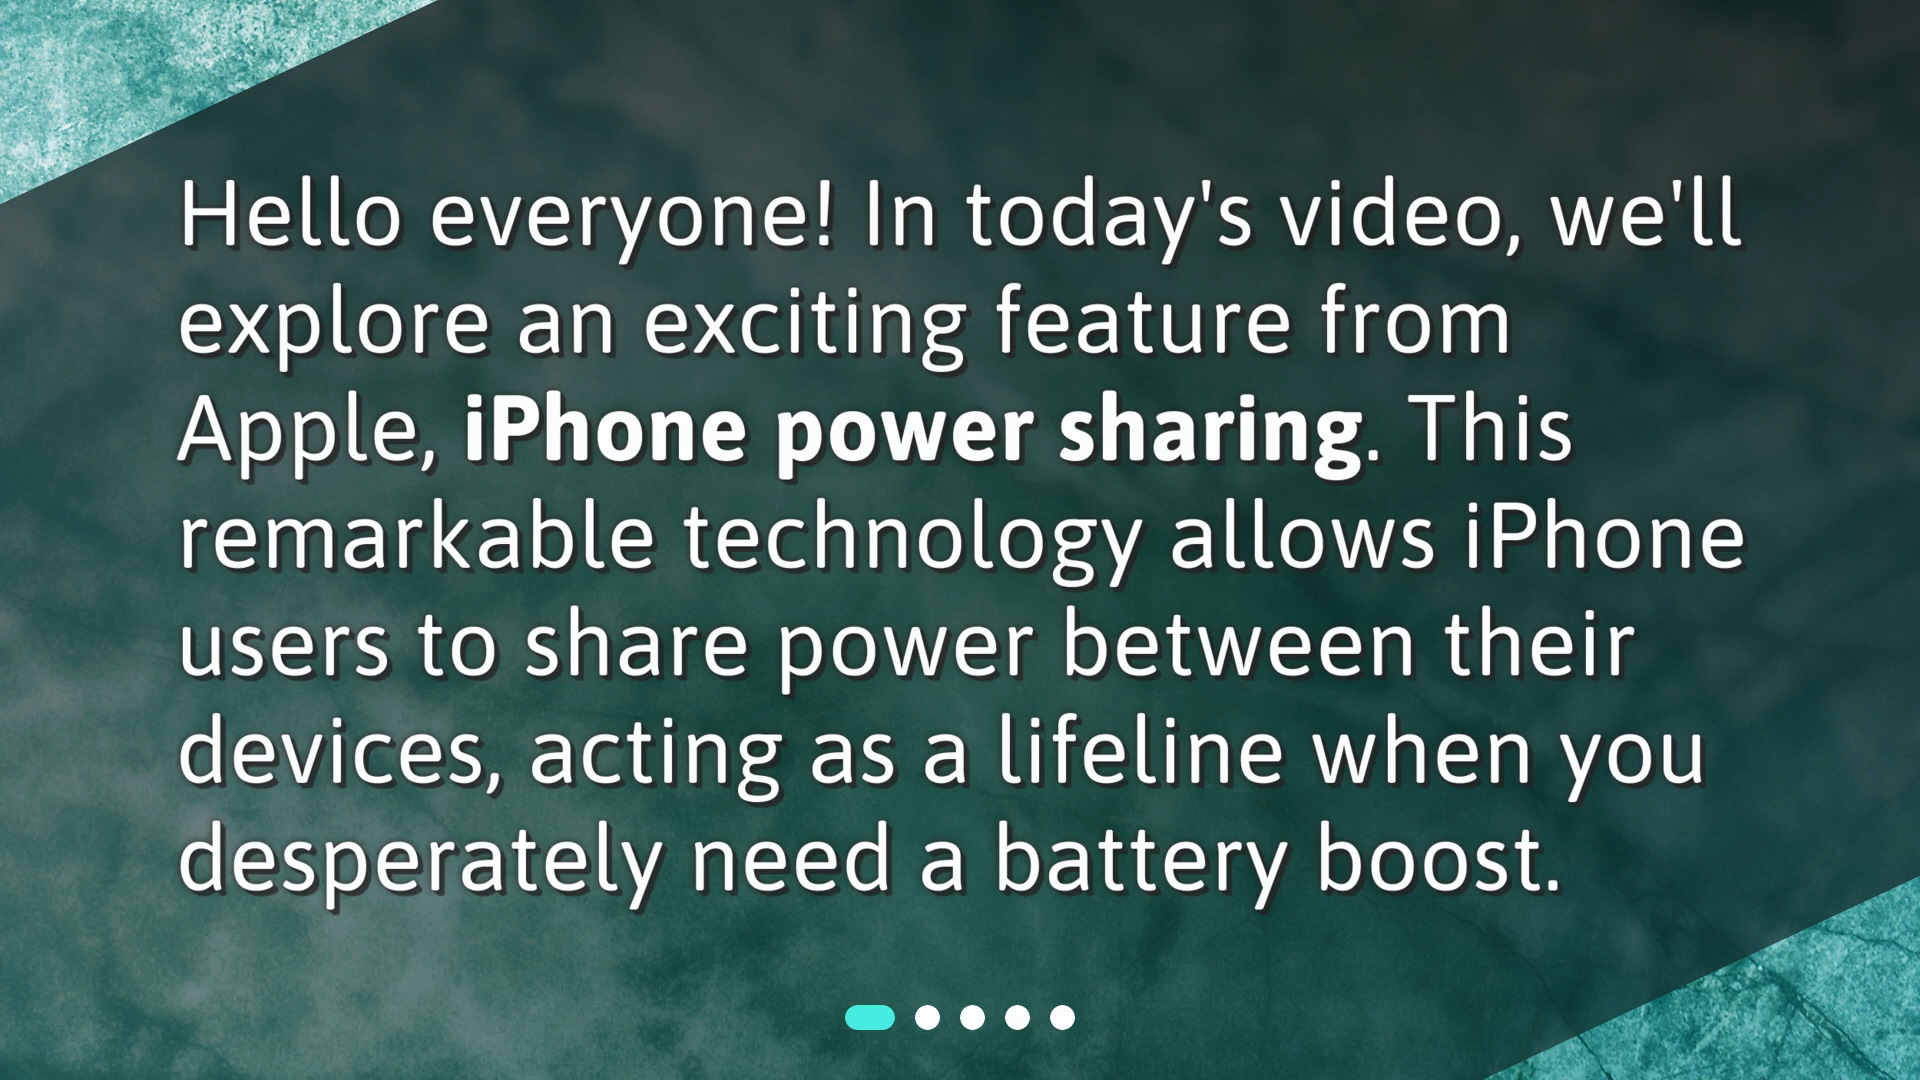 Hello everyone! In today's video, we'll
explore an exciting feature from
Apple, iPhone power sharing. This
remarkable technology allows iPhone
users to share power between their
devices, acting as a lifeline when you
desperately need a battery boost.